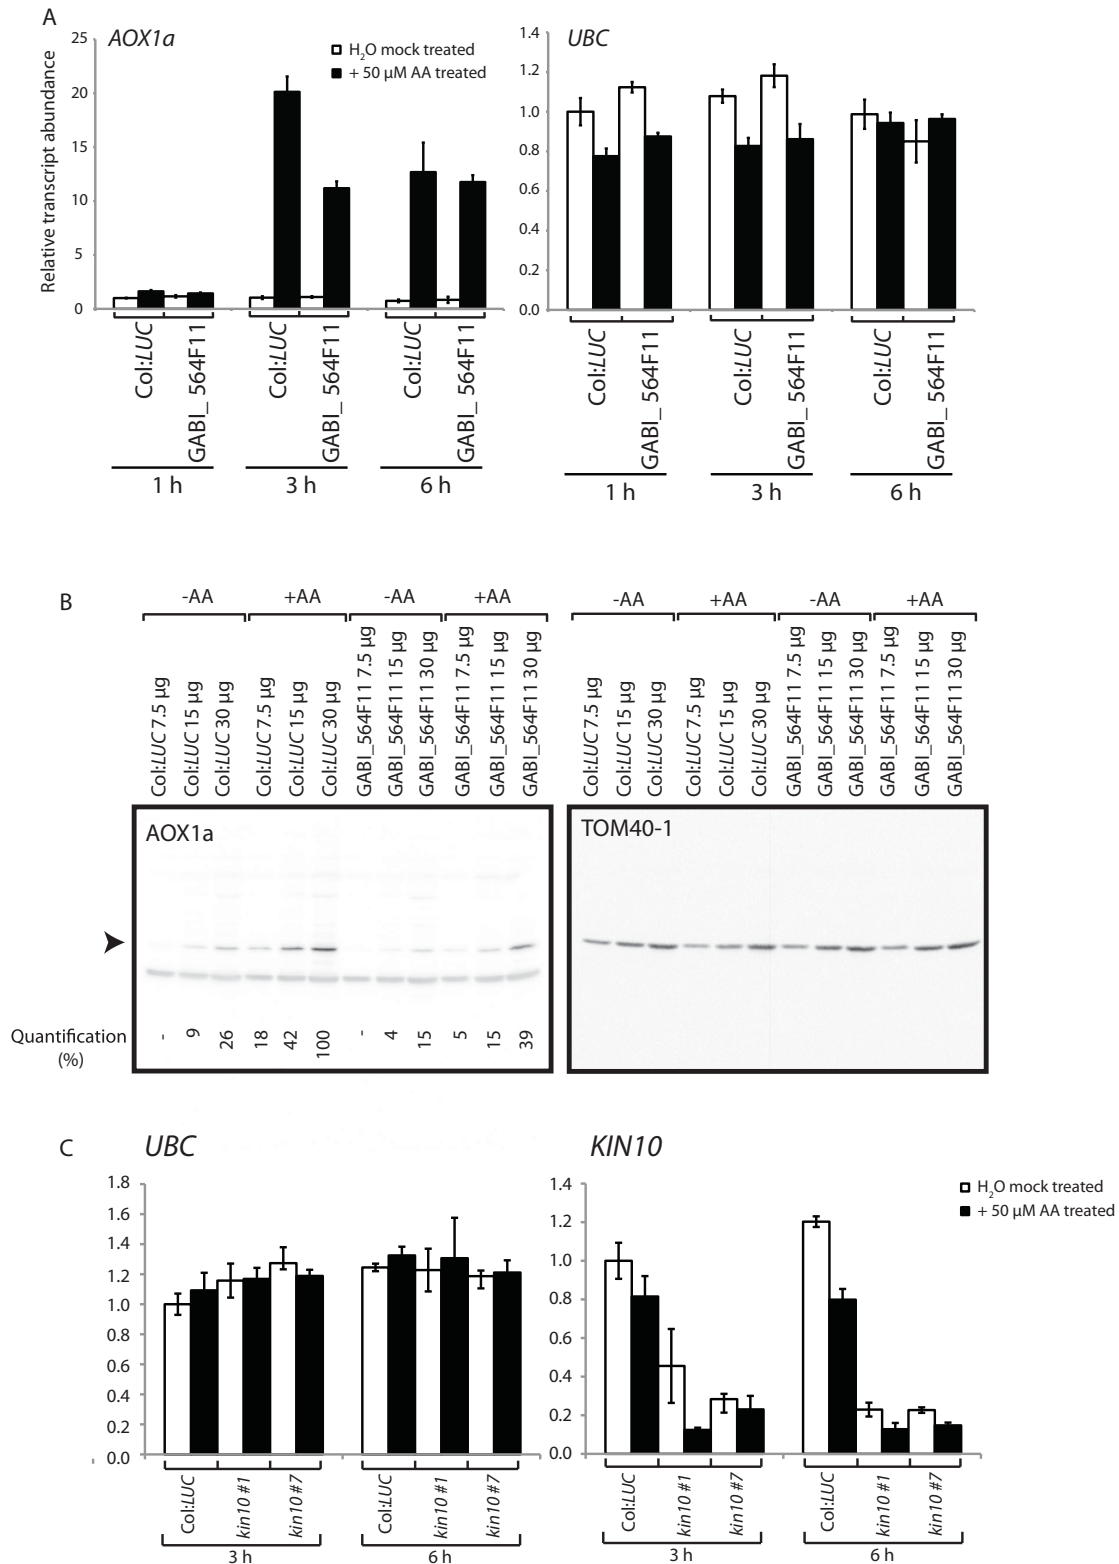 A
AOX1a
H₂O mock treated
+ 50 µM AA treated
Relative transcript abundance
25
20
15
10
5
0
Col:LUC
GABI_ 564F11
Col:LUC
GABI_ 564F11
Col:LUC
GABI_ 564F11
1 h
3 h
6 h
UBC
1.4
1.2
1.0
0.8
0.6
0.4
0.2
0.0
Col:LUC
GABI_ 564F11
Col:LUC
GABI_ 564F11
Col:LUC
GABI_ 564F11
1 h
3 h
6 h
B
-AA
+AA
-AA
+AA
Col:LUC 7.5 µg
Col:LUC 15 µg
Col:LUC 30 µg
Col:LUC 7.5 µg
Col:LUC 15 µg
Col:LUC 30 µg
GABI_564F11 7.5 µg
GABI_564F11 15 µg
GABI_564F11 30 µg
GABI_564F11 7.5 µg
GABI_564F11 15 µg
GABI_564F11 30 µg
AOX1a
Quantification
(%)
-
9
26
18
42
100
-
4
15
5
15
39
-AA
+AA
-AA
+AA
Col:LUC 7.5 µg
Col:LUC 15 µg
Col:LUC 30 µg
Col:LUC 7.5 µg
Col:LUC 15 µg
Col:LUC 30 µg
GABI_564F11 7.5 µg
GABI_564F11 15 µg
GABI_564F11 30 µg
GABI_564F11 7.5 µg
GABI_564F11 15 µg
GABI_564F11 30 µg
TOM40-1
C
UBC
1.8
1.6
1.4
1.2
1.0
0.8
0.6
0.4
0.2
0.0
Col:LUC
kin10 #1
kin10 #7
Col:LUC
kin10 #1
kin10 #7
3 h
6 h
KIN10
H₂O mock treated
+ 50 µM AA treated
1.4
1.2
1.0
0.8
0.6
0.4
0.2
0.0
Col:LUC
kin10 #1
kin10 #7
Col:LUC
kin10 #1
kin10 #7
3 h
6 h